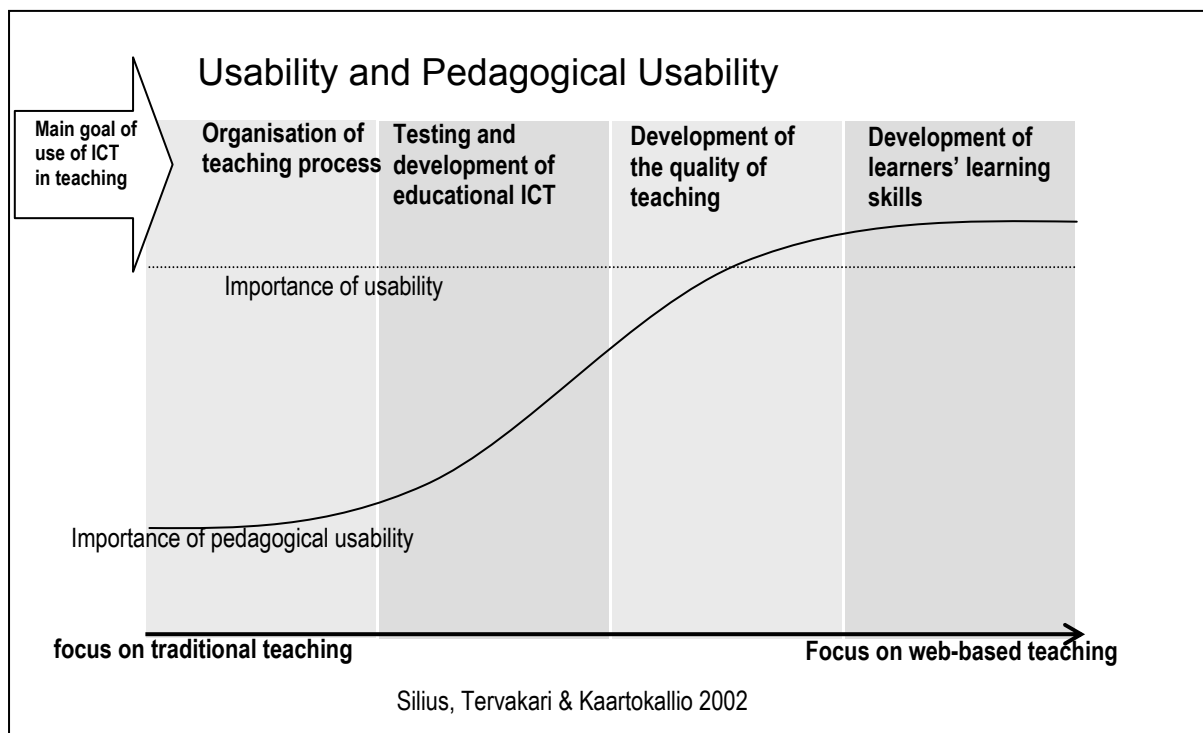 Usability and Pedagogical Usability
Main goal of
use of ICT
in teaching
Organisation of
teaching process
Testing and
development of
educational ICT
Development of
the quality of
teaching
Development of
learners’ learning
skills
Importance of usability
Importance of pedagogical usability
focus on traditional teaching
Focus on web-based teaching
Silius, Tervakari & Kaartokallio 2002